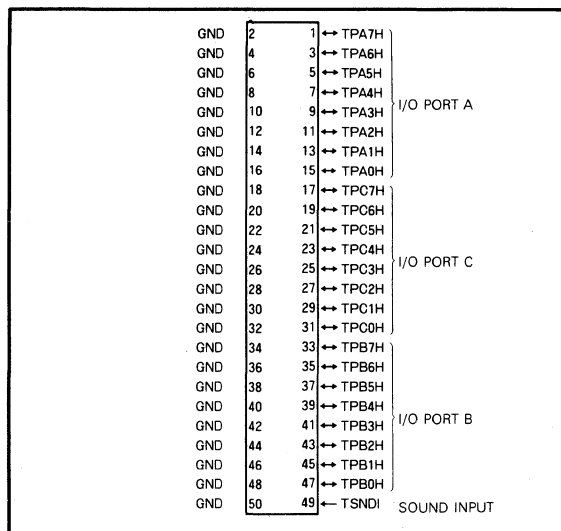 GND 2 1 ↔ TPA7H
GND 4 3 ↔ TPA6H
GND 6 5 ↔ TPA5H
GND 8 7 ↔ TPA4H
I/O PORT A
GND 10 9 ↔ TPA3H
GND 12 11 ↔ TPA2H
GND 14 13 ↔ TPA1H
GND 16 15 ↔ TPA0H
GND 18 17 ↔ TPC7H
GND 20 19 ↔ TPC6H
GND 22 21 ↔ TPC5H
GND 24 23 ↔ TPC4H
I/O PORT C
GND 26 25 ↔ TPC3H
GND 28 27 ↔ TPC2H
GND 30 29 ↔ TPC1H
GND 32 31 ↔ TPC0H
GND 34 33 ↔ TPB7H
GND 36 35 ↔ TPB6H
GND 38 37 ↔ TPB5H
GND 40 39 ↔ TPB4H
I/O PORT B
GND 42 41 ↔ TPB3H
GND 44 43 ↔ TPB2H
GND 46 45 ↔ TPB1H
GND 48 47 ↔ TPB0H
GND 50 49 ← TSNDI SOUND INPUT